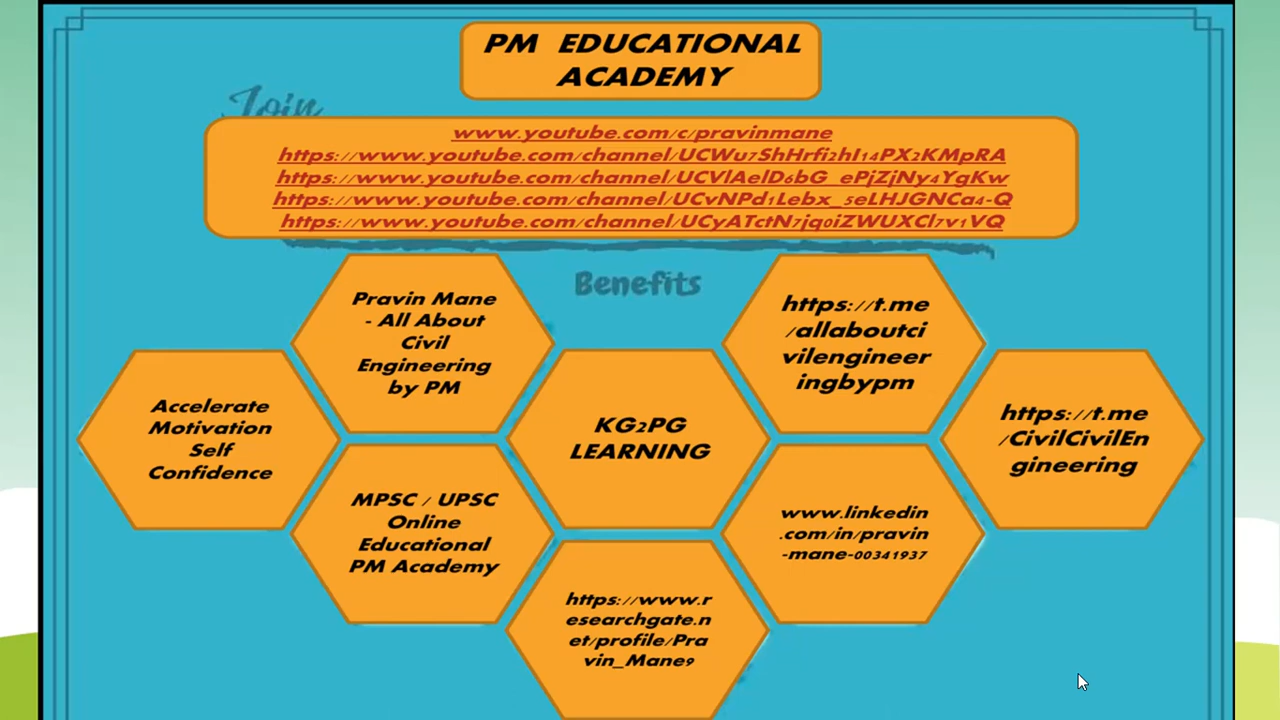 PM EDUCATIONAL
ACADEMY
Join
www.youtube.com/c/pravinmane
https://www.youtube.com/channel/UCWu7ShHrfi2hI14PX2KMpRA
https://www.youtube.com/channel/UCVlAelD6bG_ePjZjNy4YgKw
https://www.youtube.com/channel/UCvNPd1Lebx_5eLHJGNCa4-Q
https://www.youtube.com/channel/UCyATctN7jq0iZWUXCl7v1VQ
Benefits
Pravin Mane
- All About
Civil
Engineering
by PM
https://t.me
/allaboutci
vilengineer
ingbypm
Accelerate
Motivation
Self
Confidence
KG2PG
LEARNING
https://t.me
/CivilCivilEn
gineering
MPSC / UPSC
Online
Educational
PM Academy
www.linkedin
.com/in/pravin
-mane-00341937
https://www.r
esearchgate.n
et/profile/Pra
vin_Mane9